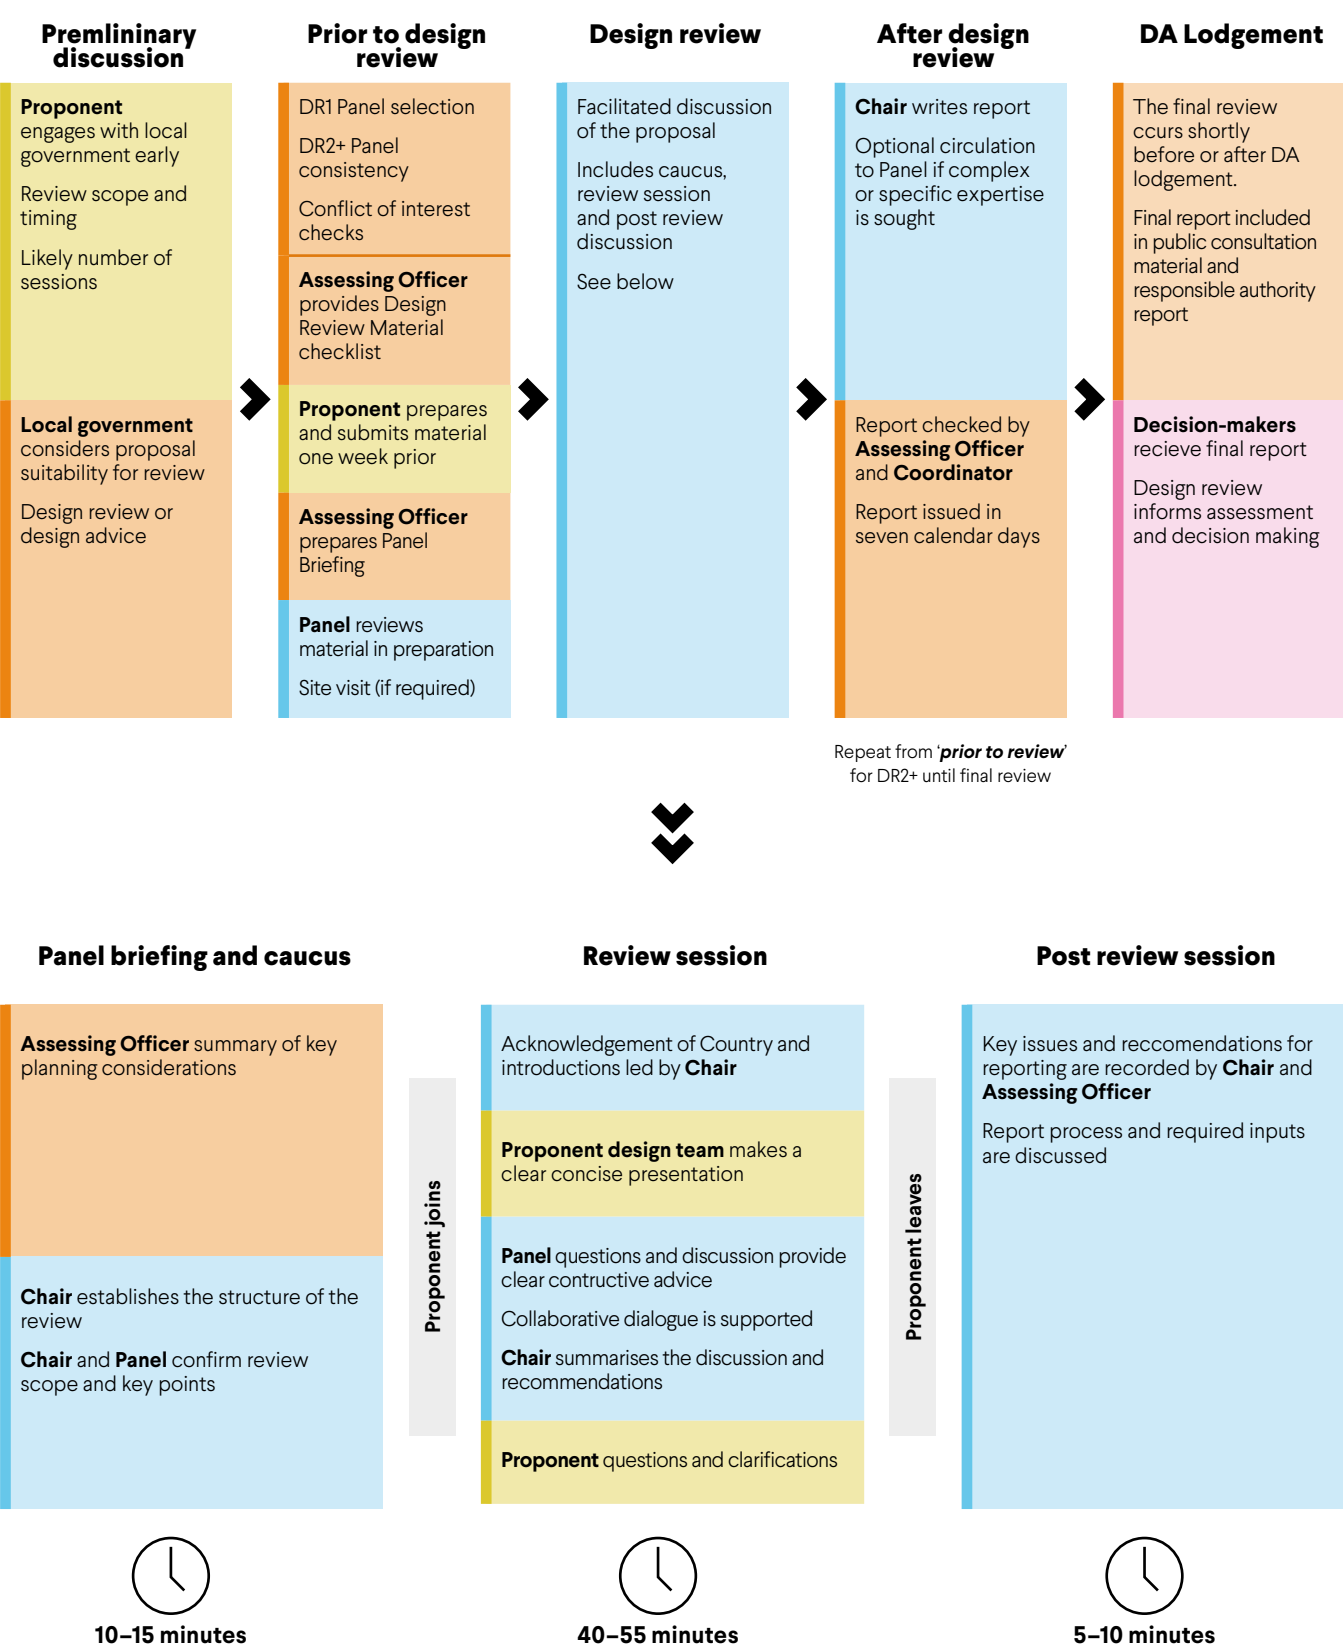 Premlininary
discussion
Proponent
engages with local
government early
Review scope and
timing
Likely number of
sessions
Local government
considers proposal
suitability for review
Design review or
design advice
Prior to design
review
DR1 Panel selection
DR2+ Panel
consistency
Conflict of interest
checks
Assessing Officer
provides Design
Review Material
checklist
Proponent prepares
and submits material
one week prior
Assessing Officer
prepares Panel
Briefing
Panel reviews
material in preparation
Site visit (if required)
Design review
Facilitated discussion
of the proposal
Includes caucus,
review session
and post review
discussion
See below
After design
review
Chair writes report
Optional circulation
to Panel if complex
or specific expertise
is sought
Report checked by
Assessing Officer
and Coordinator
Report issued in
seven calendar days
Repeat from ‘prior to review’
for DR2+ until final review
DA Lodgement
The final review
ccurs shortly
before or after DA
lodgement.
Final report included
in public consultation
material and
responsible authority
report
Decision-makers
recieve final report
Design review
informs assessment
and decision making
Panel briefing and caucus
Assessing Officer summary of key
planning considerations
Chair establishes the structure of the
review
Chair and Panel confirm review
scope and key points
10–15 minutes
Proponent joins
Review session
Acknowledgement of Country and
introductions led by Chair
Proponent design team makes a
clear concise presentation
Panel questions and discussion provide
clear contructive advice
Collaborative dialogue is supported
Chair summarises the discussion and
recommendations
Proponent questions and clarifications
40–55 minutes
Proponent leaves
Post review session
Key issues and reccomendations for
reporting are recorded by Chair and
Assessing Officer
Report process and required inputs
are discussed
5–10 minutes